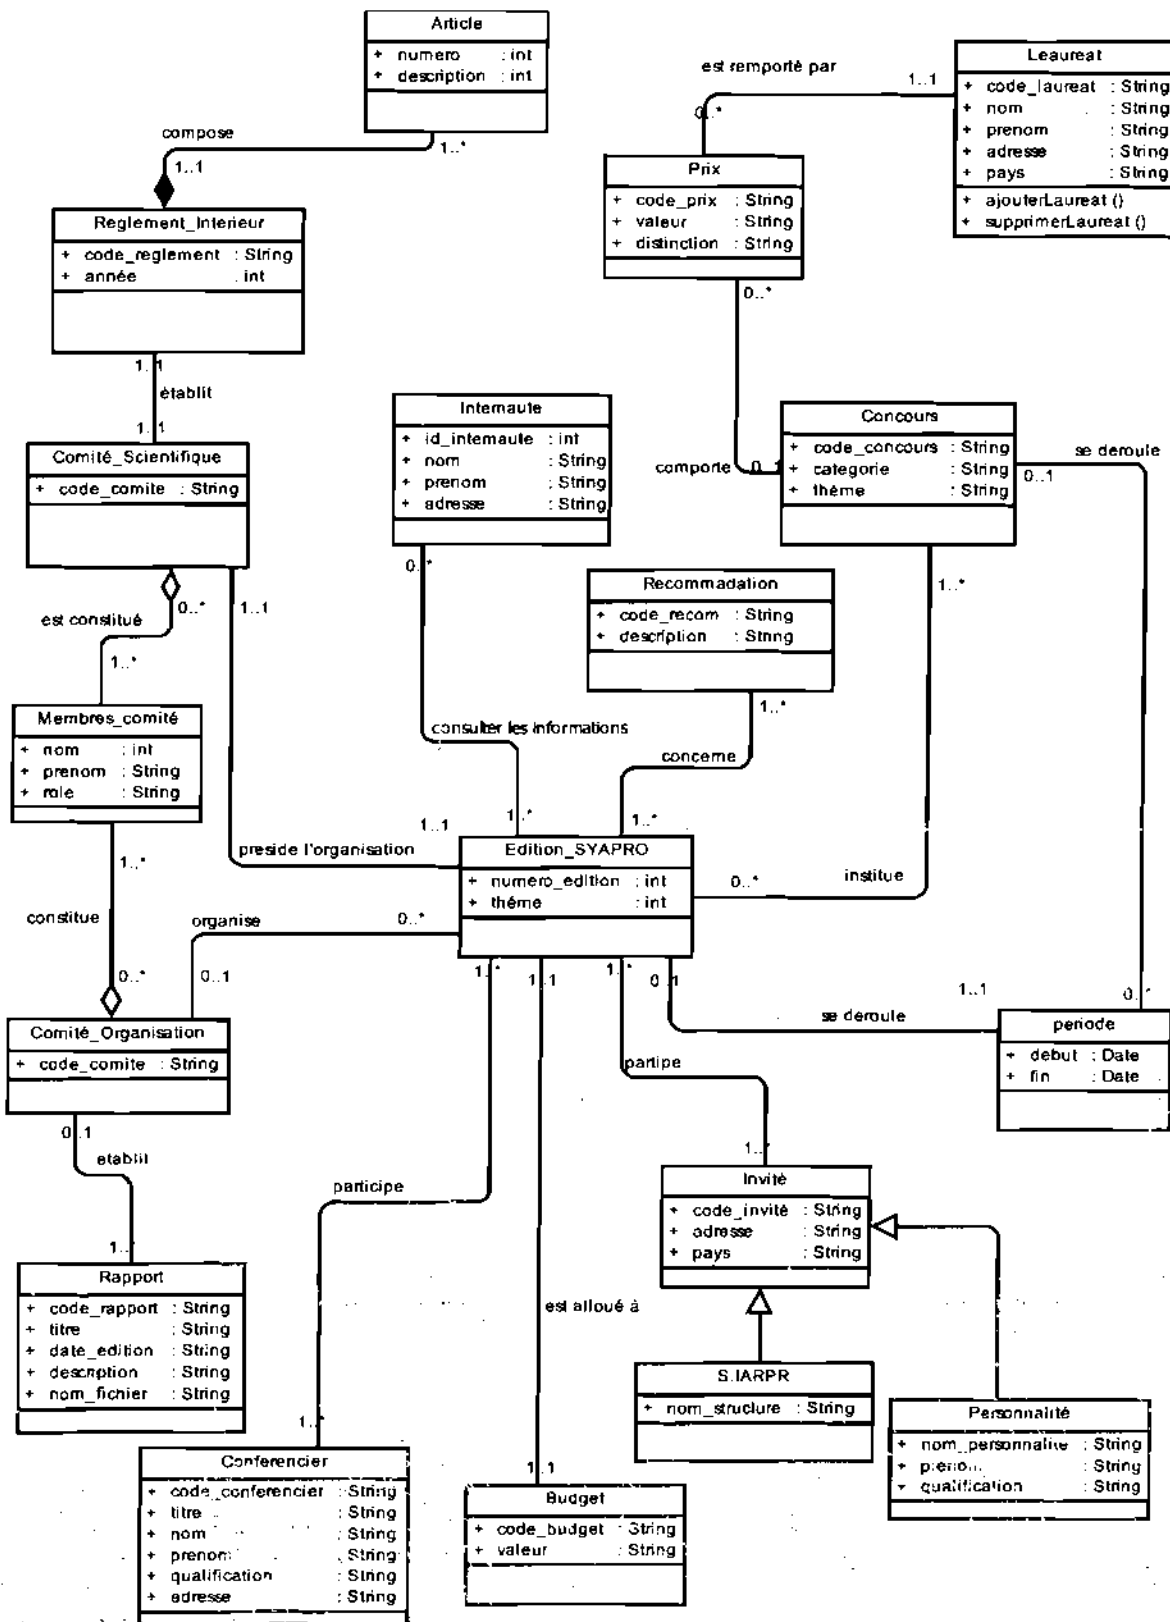 Article
+ numero : int
+ description : int
compose
1..1
1..*
Reglement_Interieur
+ code_reglement : String
+ année : int
1..1
établit
1..1
Comité_Scientifique
+ code_comite : String
0..*
1..1
est constitué
1..*
Membres_comité
+ nom : int
+ prenom : String
+ role : String
1..*
constitue
0..*
Comité_Organisation
+ code_comite : String
0..1
etablit
1..*
Rapport
+ code_rapport : String
+ titre : String
+ date_edition : String
+ description : String
+ nom_fichier : String
est remporté par
1..1
0..*
Leaureat
+ code_laureat : String
+ nom : String
+ prenom : String
+ adresse : String
+ pays : String
+ ajouterLaureat ()
+ supprimerLaureat ()
Prix
+ code_prix : String
+ valeur : String
+ distinction : String
0..*
comporte
0..1
Concours
+ code_concours : String
+ categorie : String
+ théme : String
0..1
se deroule
0..*
1..*
institue
0..*
Internaute
+ id_internaute : int
+ nom : String
+ prenom : String
+ adresse : String
0..*
consulter les informations
1..*
Recommadation
+ code_recom : String
+ description : String
1..*
concerne
1..*
1..1
preside l'organisation
Edition_SYAPRO
+ numero_edition : int
+ théme : int
organise
0..*
0..1
1..*
1..1
1..*
0..1
se deroule
1..1
periode
+ debut : Date
+ fin : Date
partipe
1..*
Invité
+ code_invité : String
+ adresse : String
+ pays : String
S.IARPR
+ nom_structure : String
Personnalité
+ nom_personnalite : String
+ prenom : String
+ qualification : String
participe
1..*
Conferencier
+ code_conferencier : String
+ titre : String
+ nom : String
+ prenom : String
+ qualification : String
+ adresse : String
est alloué à
1..1
Budget
+ code_budget : String
+ valeur : String